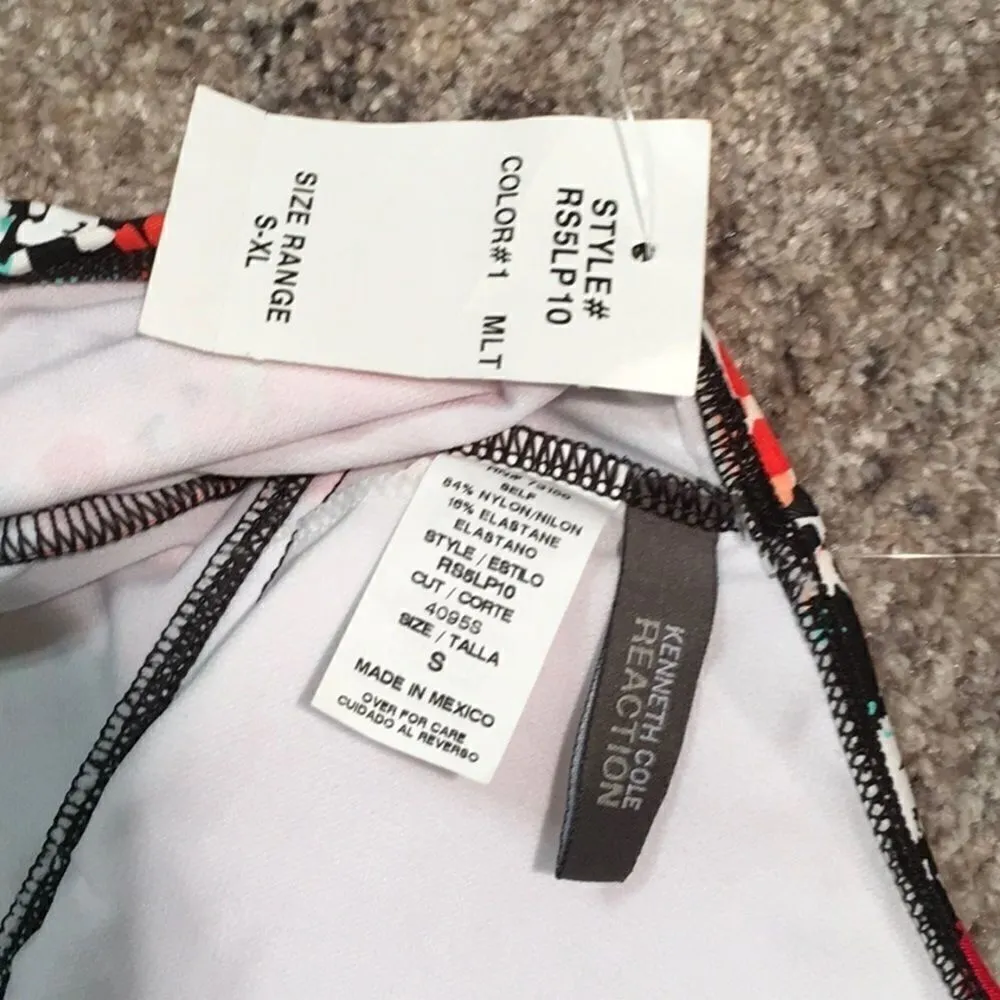 STYLE#
RS5LP10
COLOR#1 MLT
SIZE RANGE
S-XL
SELF
84% NYLON/NILON
16% ELASTANE
ELASTANO
STYLE / ESTILO
RS5LP10
CUT / CORTE
4095S
SIZE / TALLA
S
MADE IN MEXICO
OVER FOR CARE
CUIDADO AL REVERSO
KENNETH COLE
REACTION